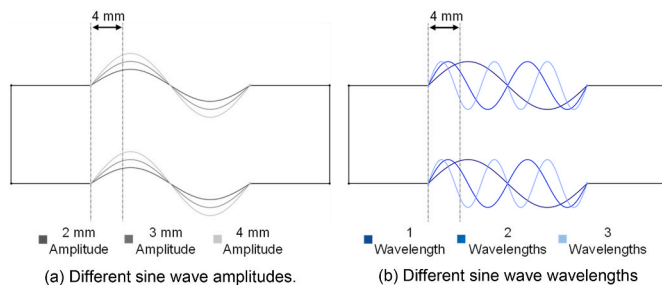 4 mm
4 mm
2 mm
Amplitude
3 mm
Amplitude
4 mm
Amplitude
1
Wavelength
2
Wavelengths
3
Wavelengths
(a) Different sine wave amplitudes.
(b) Different sine wave wavelengths